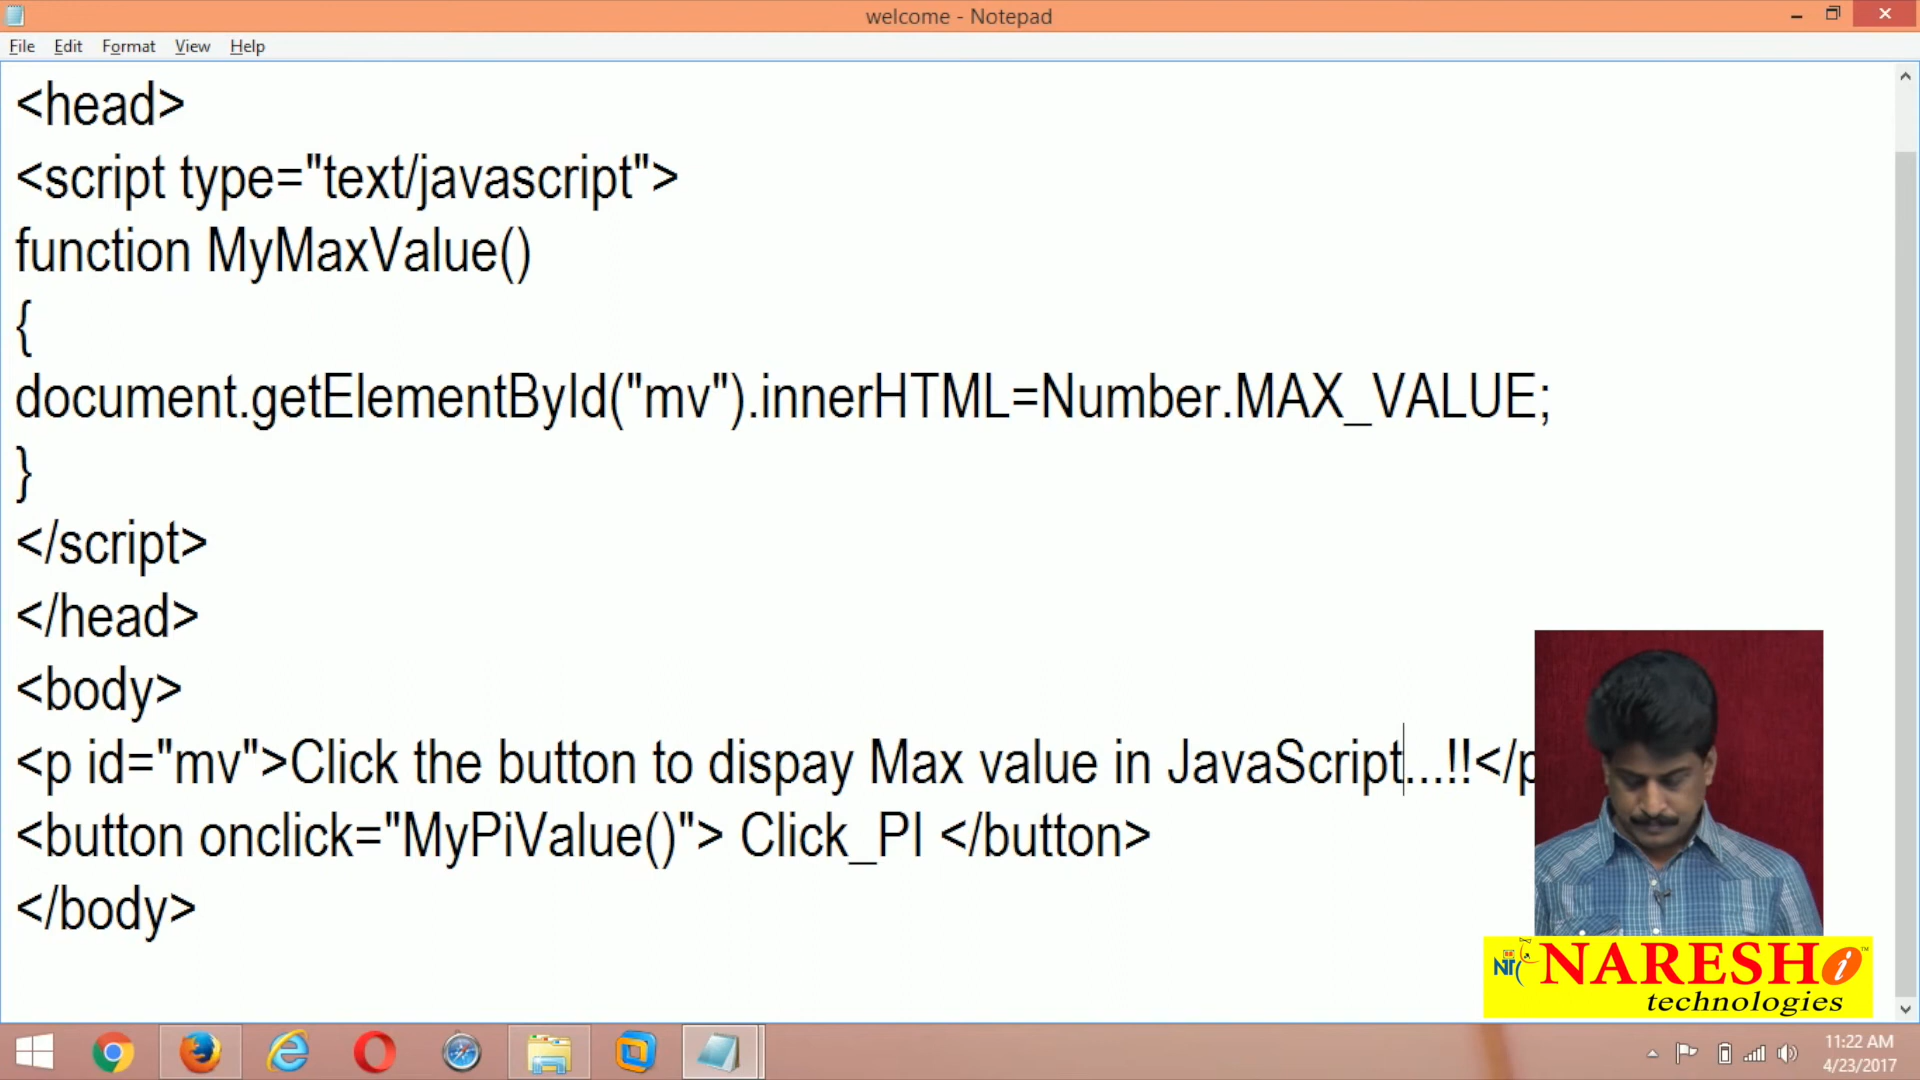 welcome - Notepad
File Edit Format View Help
<head>
<script type="text/javascript">
function MyMaxValue()
{
document.getElementById("mv").innerHTML=Number.MAX_VALUE;
}
</script>
</head>
<body>
<p id="mv">Click the button to dispay Max value in JavaScript...!!</p
<button onclick="MyPiValue()"> Click_PI </button>
</body>
NT
NARESH i ™
technologies
11:22 AM
4/23/2017